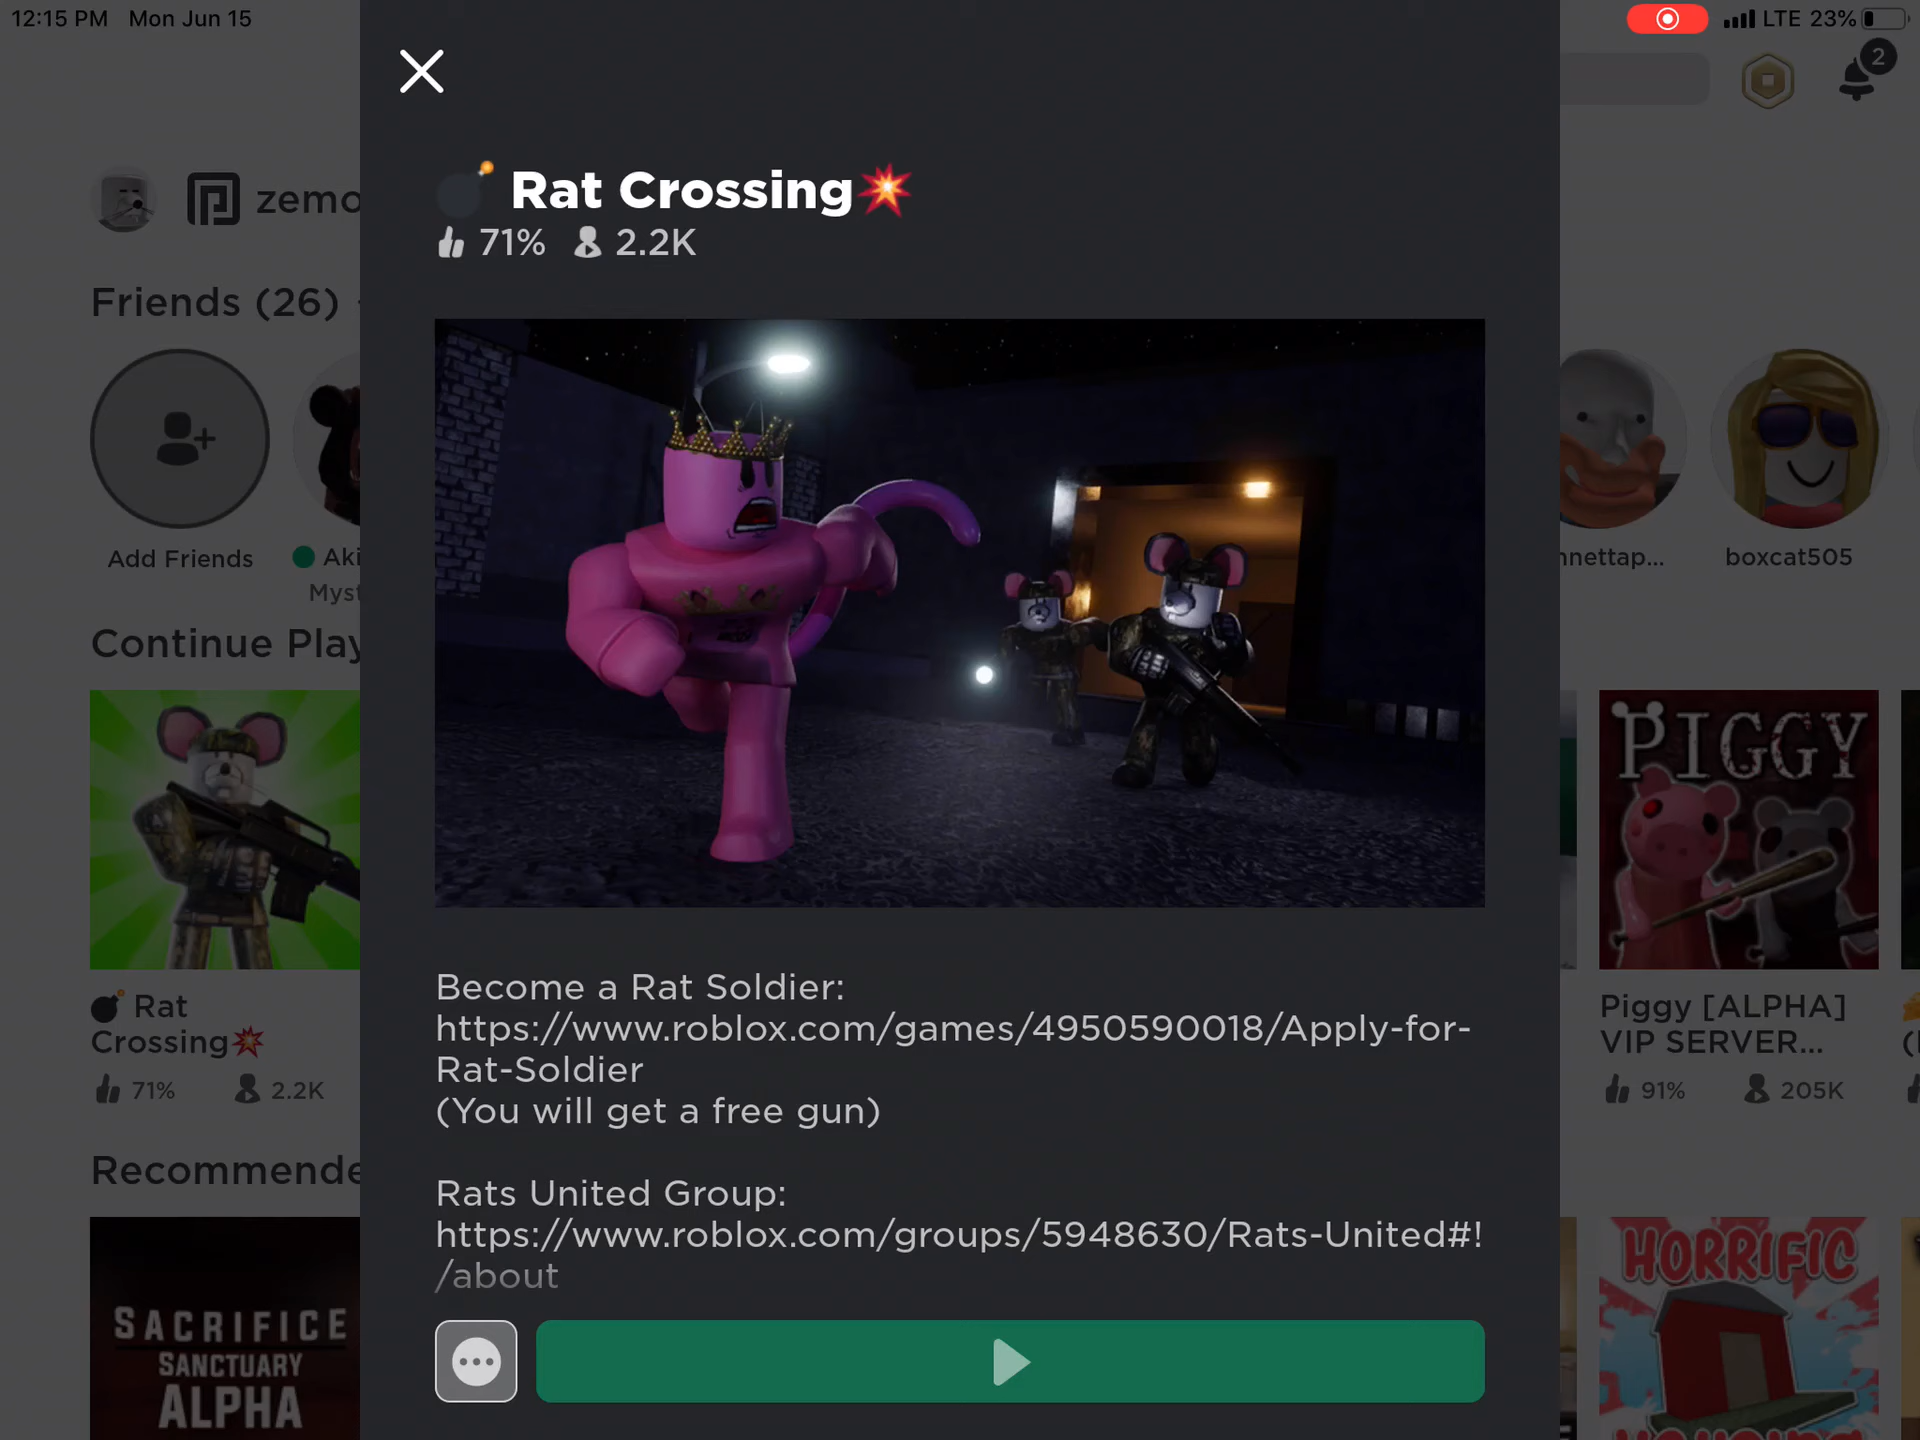 12:15 PM Mon Jun 15
LTE 23%
2
Rat Crossing
71% 2.2K
zemo
Friends (26)
Add Friends
Aki
Myst
nnettap...
boxcat505
Continue Play
Rat
Crossing
71% 2.2K
PIGGY
Piggy [ALPHA]
VIP SERVER...
91% 205K
Become a Rat Soldier:
https://www.roblox.com/games/4950590018/Apply-for-
Rat-Soldier
(You will get a free gun)
Rats United Group:
https://www.roblox.com/groups/5948630/Rats-United#!
/about
Recommende
SACRIFICE
SANCTUARY
ALPHA
HORRIFIC